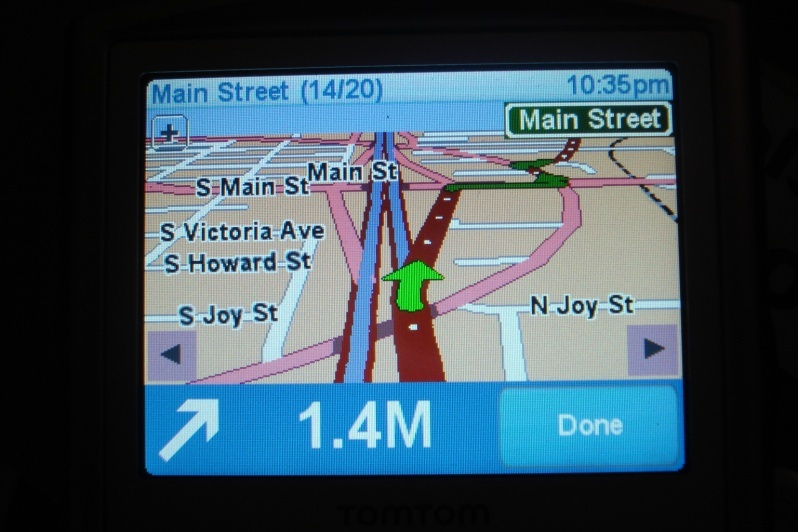 Main Street (14/20)
10:35pm
+
Main Street
Main St
S Main St
S Victoria Ave
S Howard St
S Joy St
N Joy St
1.4M
Done
TOMTOM